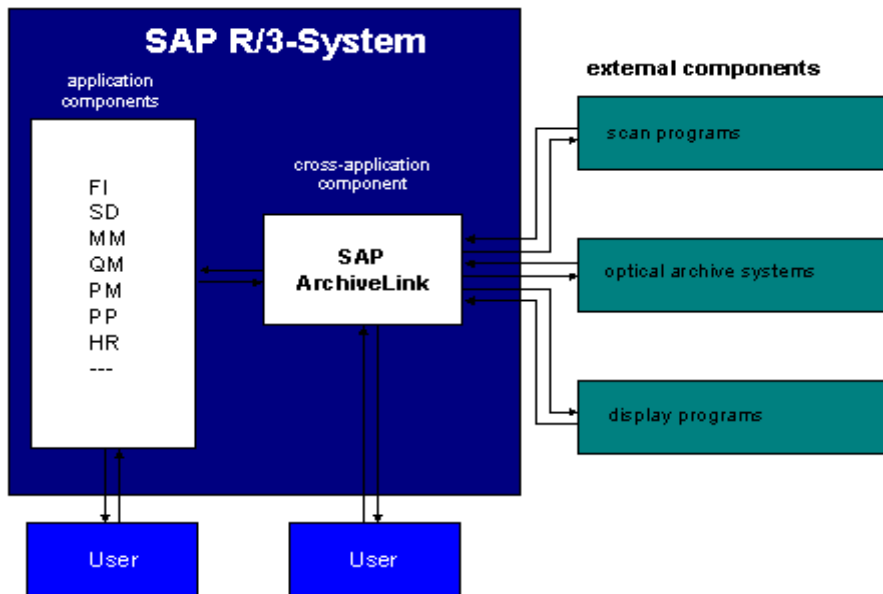 SAP R/3-System
application
components
FI
SD
MM
QM
PM
PP
HR
---
cross-application
component
SAP
ArchiveLink
external components
scan programs
optical archive systems
display programs
User
User